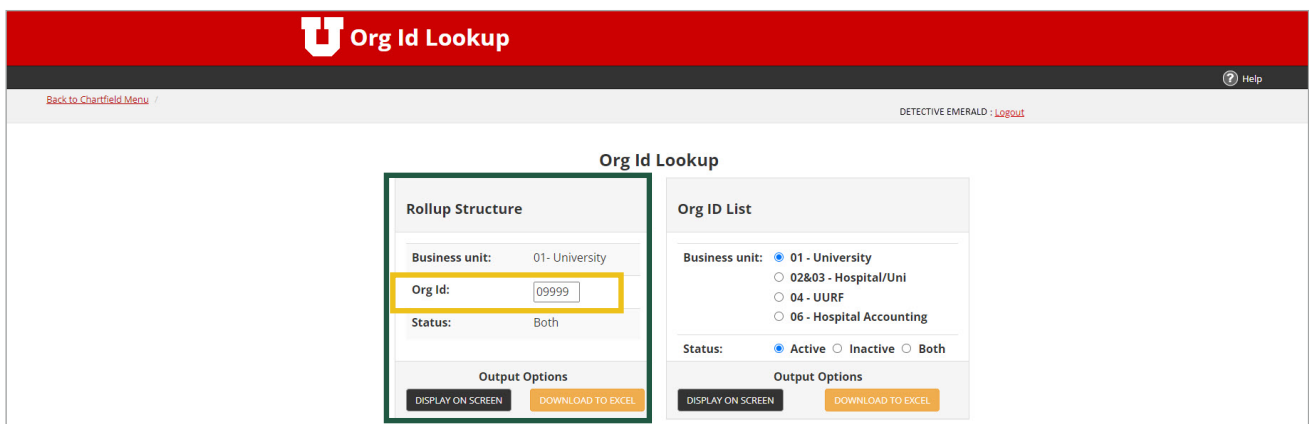 U Org Id Lookup
? Help
Back to Chartfield Menu /
DETECTIVE EMERALD : Logout
Org Id Lookup
Rollup Structure
Business unit: 01- University
Org Id: 09999
Status: Both
Output Options
DISPLAY ON SCREEN DOWNLOAD TO EXCEL
Org ID List
Business unit: 01 - University
02&03 - Hospital/Uni
04 - UURF
06 - Hospital Accounting
Status: Active Inactive Both
Output Options
DISPLAY ON SCREEN DOWNLOAD TO EXCEL